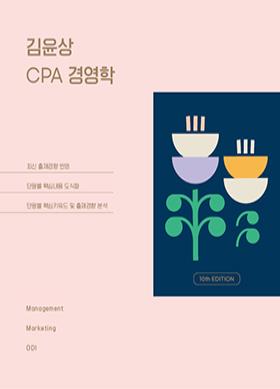 김윤상
CPA 경영학
최신 출제경향 반영
단원별 핵심내용 도식화
단원별 핵심키워드 및 출제경향 분석
10th EDITION
Management
Marketing
ODI